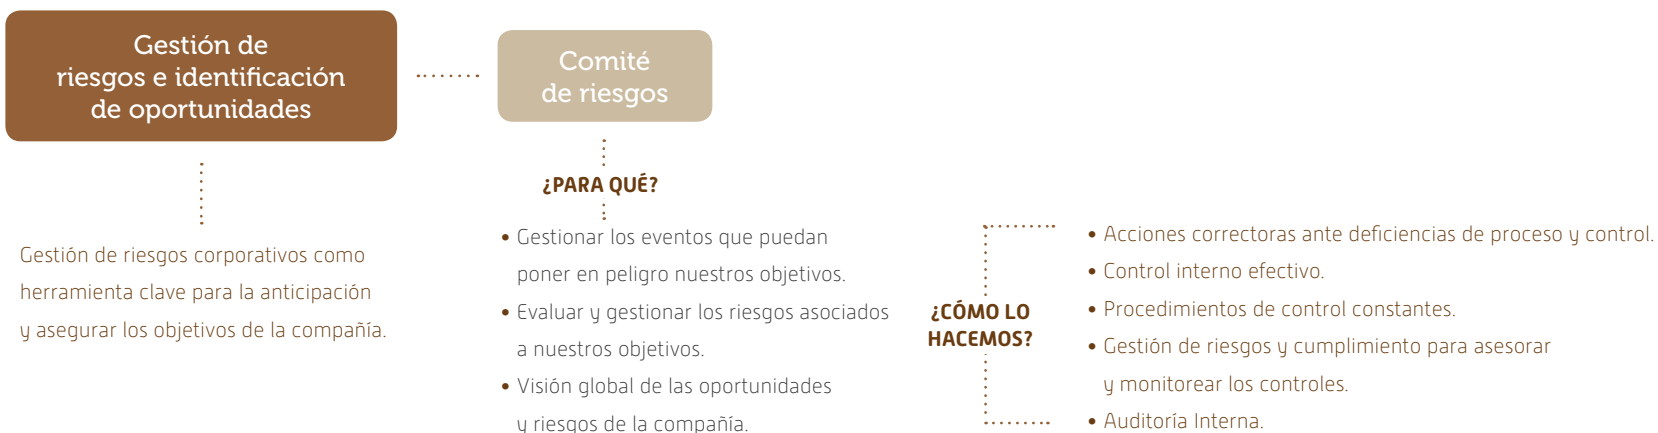 Gestión de
riesgos e identificación
de oportunidades
Comité
de riesgos
Gestión de riesgos corporativos como
herramienta clave para la anticipación
y asegurar los objetivos de la compañía.
¿PARA QUÉ?
• Gestionar los eventos que puedan
poner en peligro nuestros objetivos.
• Evaluar y gestionar los riesgos asociados
a nuestros objetivos.
• Visión global de las oportunidades
y riesgos de la compañía.
¿CÓMO LO
HACEMOS?
• Acciones correctoras ante deficiencias de proceso y control.
• Control interno efectivo.
• Procedimientos de control constantes.
• Gestión de riesgos y cumplimiento para asesorar
y monitorear los controles.
• Auditoría Interna.